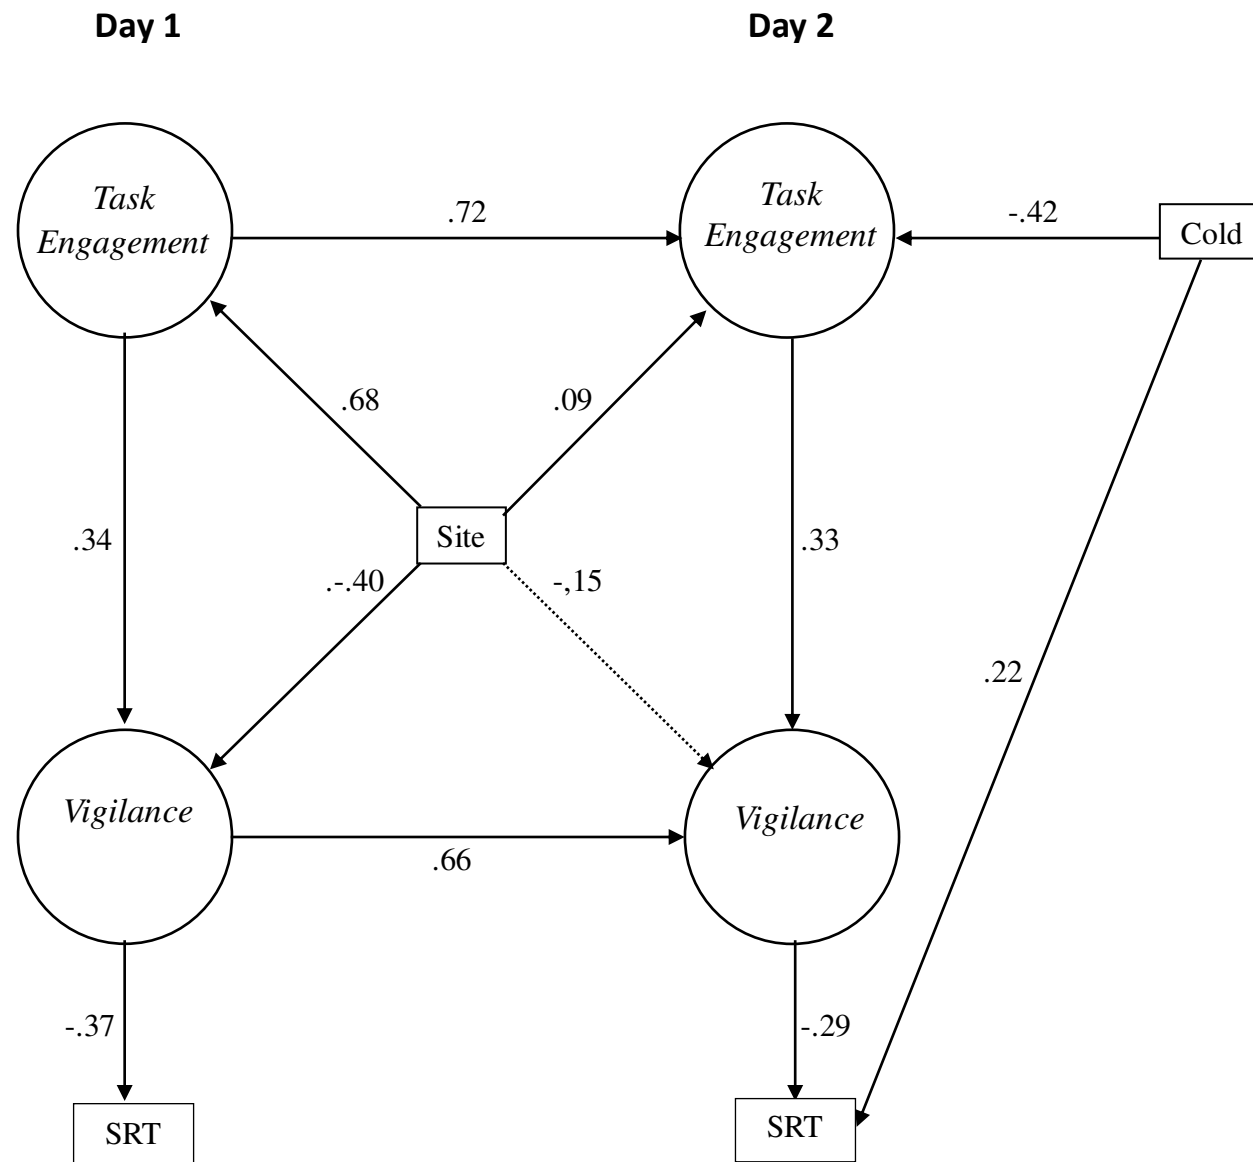 Day 1
Day 2
Task
Engagement
.72
Task
Engagement
-.42
Cold
.68
.09
.34
Site
.33
.-.40
-,15
.22
Vigilance
Vigilance
.66
-.37
-.29
SRT
SRT